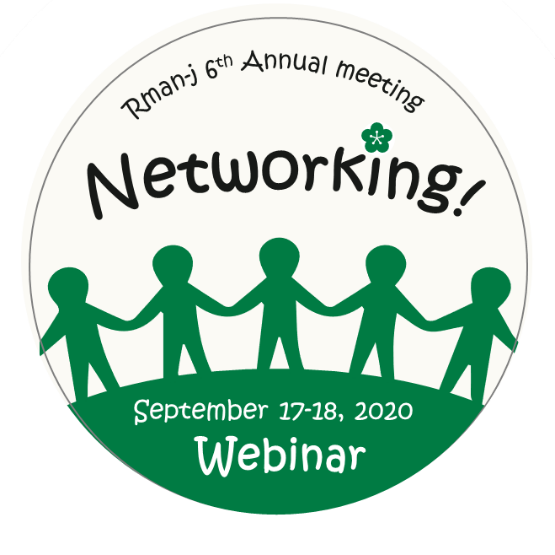 Rman-j 6th Annual meeting
Networking!
September 17-18, 2020
Webinar